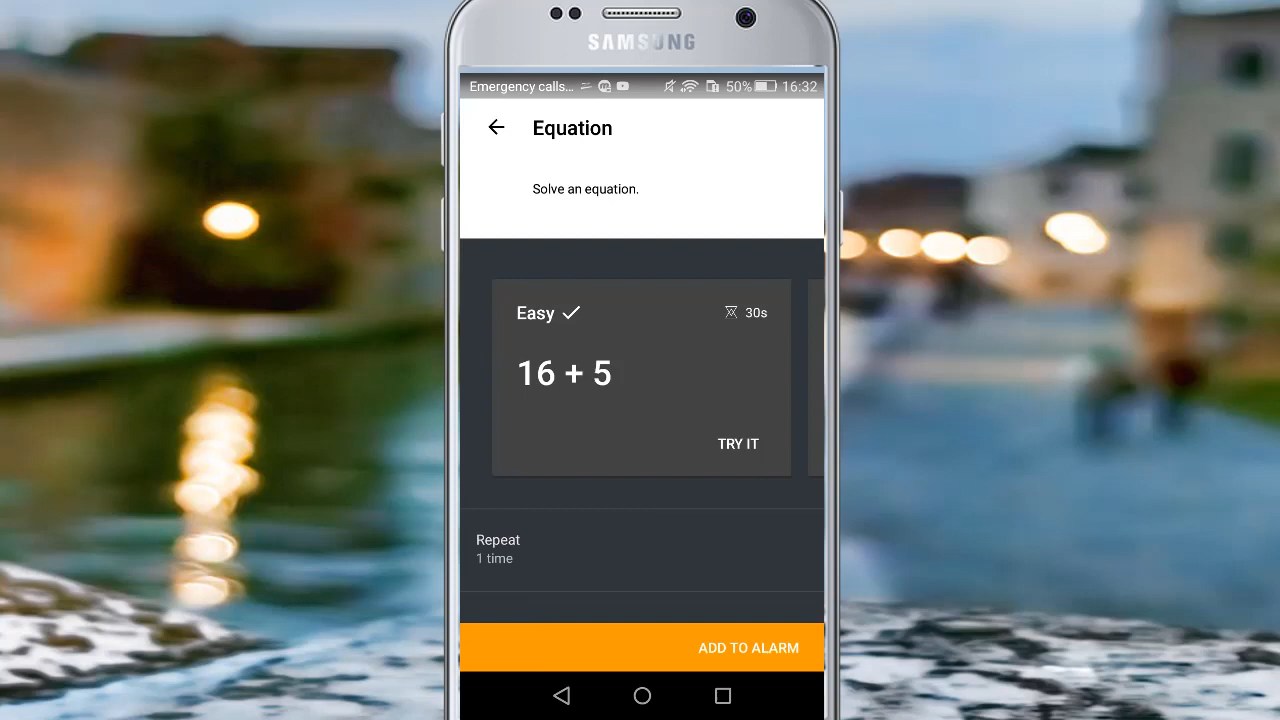 SAMSUNG
Emergency calls... 50% 16:32
Equation
Solve an equation.
Easy 30s
16 + 5
TRY IT
Repeat
1 time
ADD TO ALARM